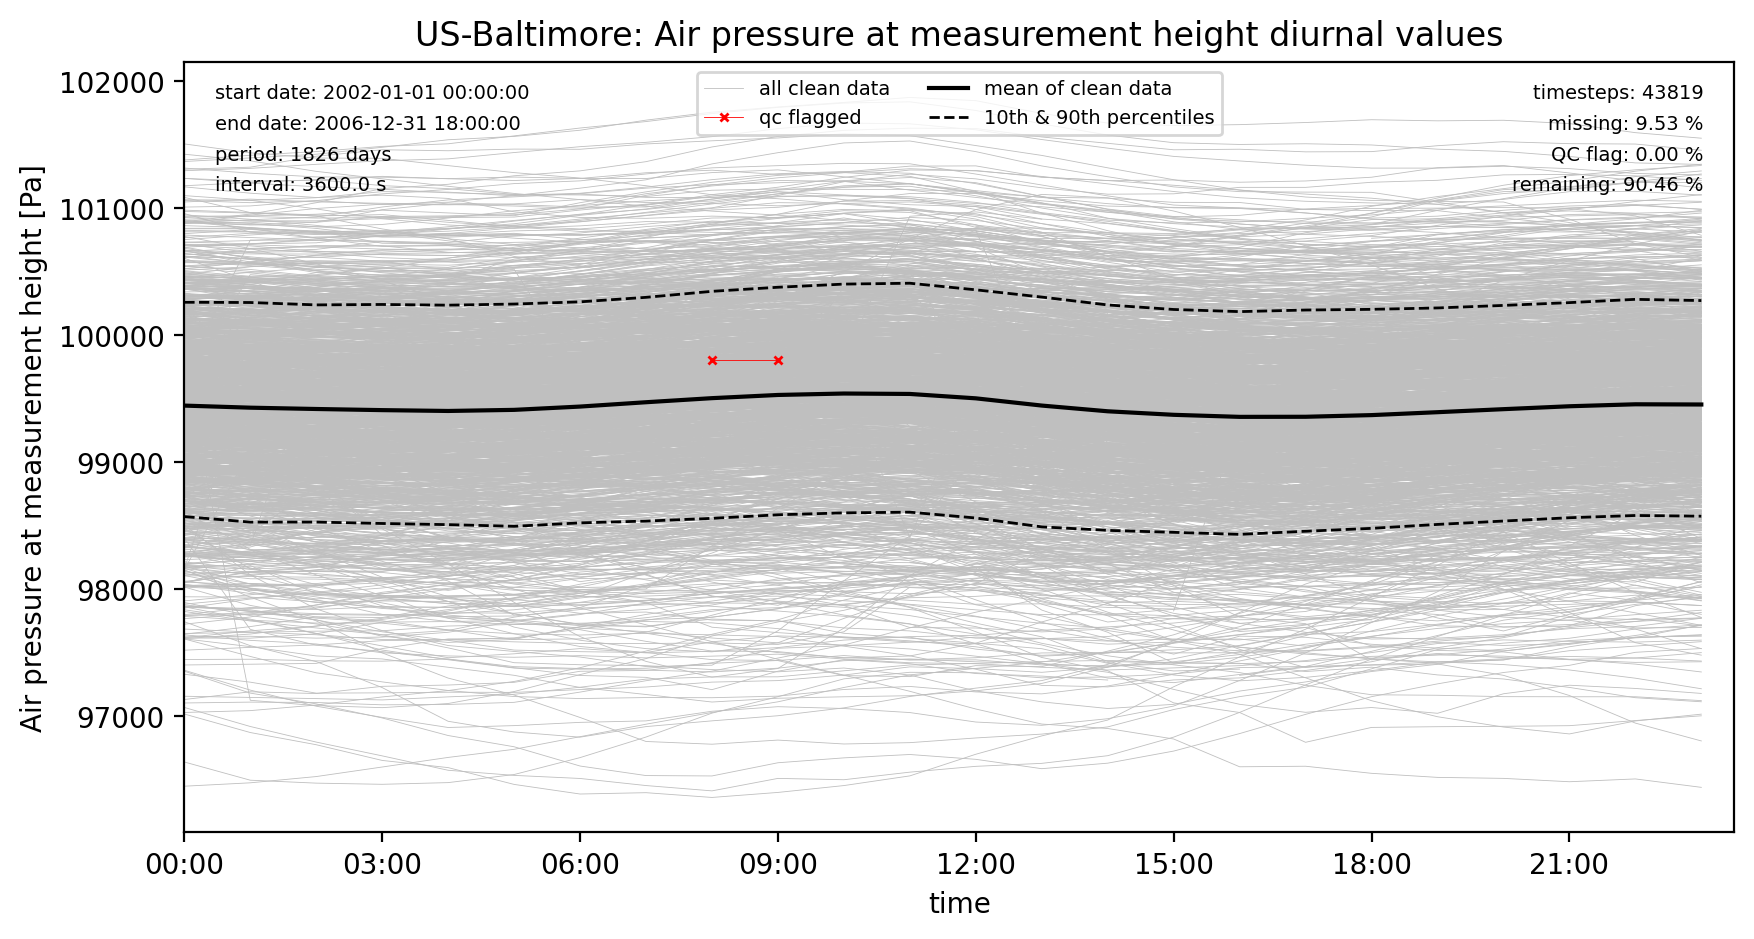 US-Baltimore: Air pressure at measurement height diurnal values
start date: 2002-01-01 00:00:00
end date: 2006-12-31 18:00:00
period: 1826 days
interval: 3600.0 s
all clean data
qc flagged
mean of clean data
10th & 90th percentiles
timesteps: 43819
missing: 9.53 %
QC flag: 0.00 %
remaining: 90.46 %
Air pressure at measurement height [Pa]
102000
101000
100000
99000
98000
97000
00:00 03:00 06:00 09:00 12:00 15:00 18:00 21:00
time